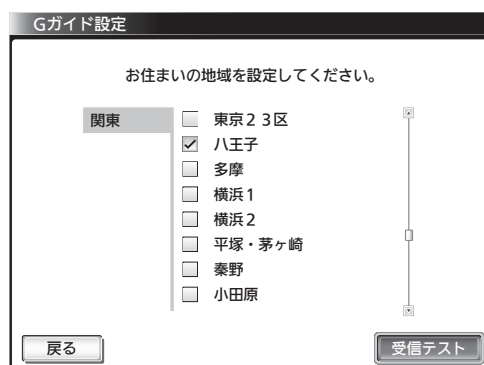 Gガイド設定
お住まいの地域を設定してください。
関東
東京23区
八王子
多摩
横浜1
横浜2
平塚・茅ヶ崎
秦野
小田原
戻る
受信テスト